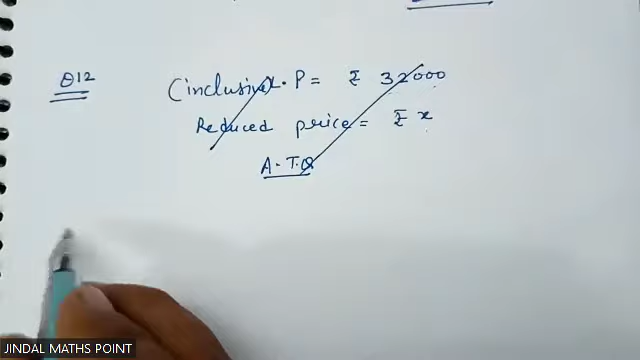 Q12
(inclusive). P = ₹ 32000
Reduced price = ₹ x
A.T.Q
JINDAL MATHS POINT